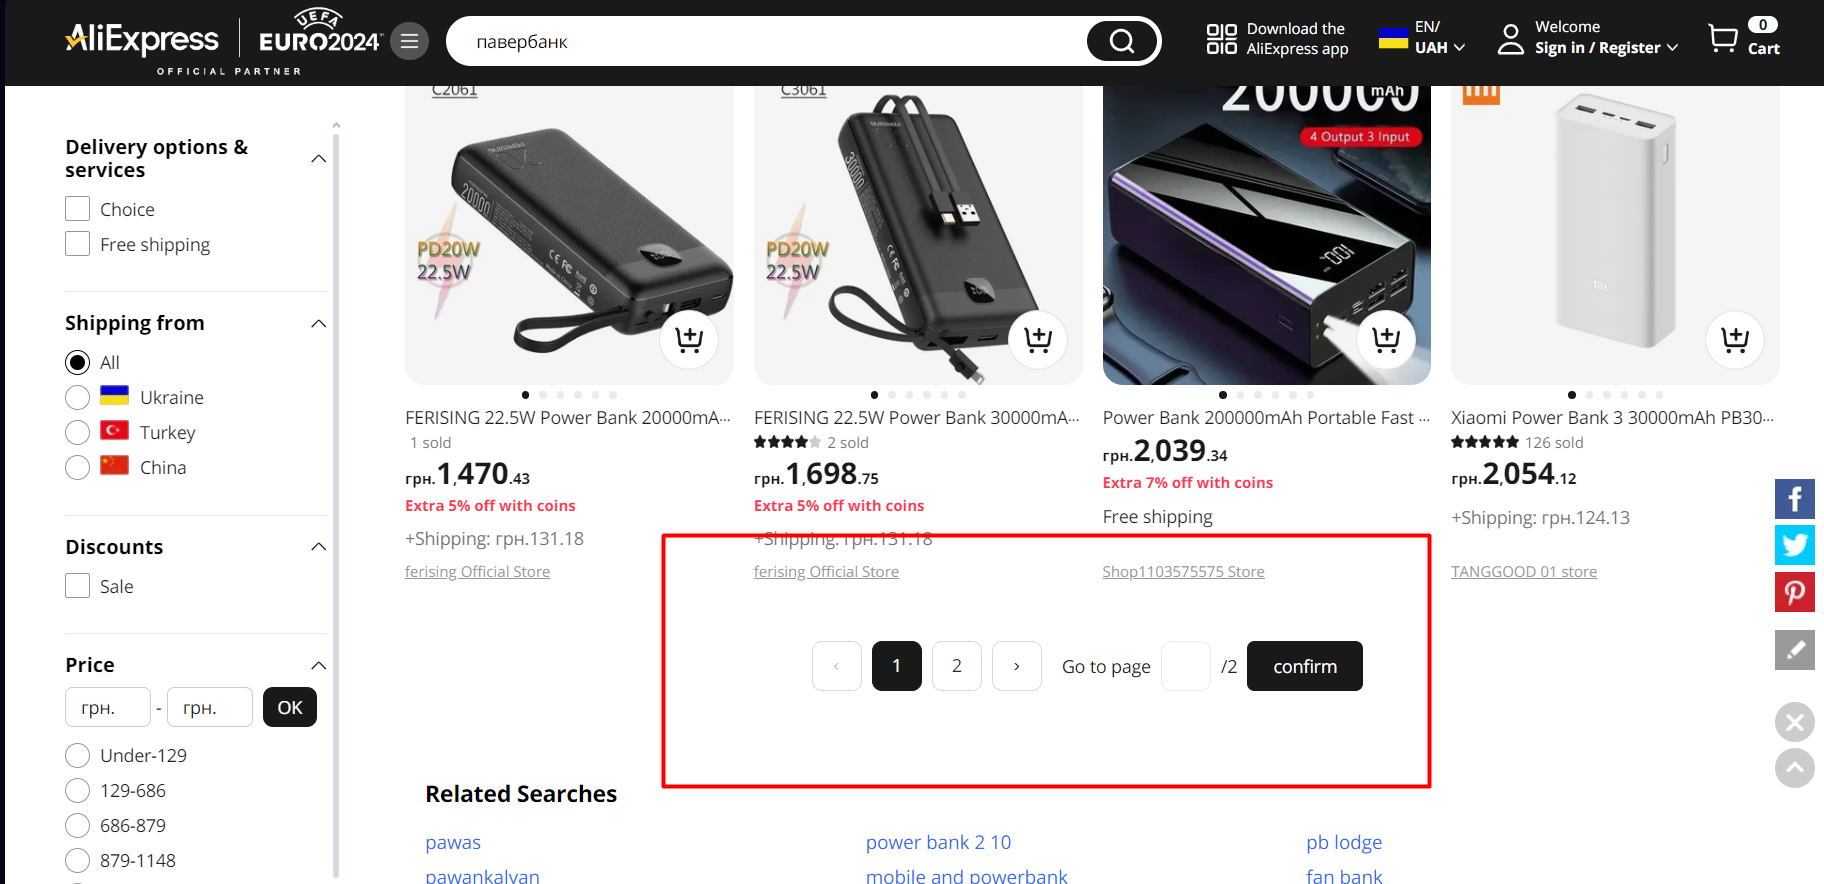 AliExpress
UEFA
EURO2024™
OFFICIAL PARTNER
павербанк
Download the
AliExpress app
EN/
UAH
Welcome
Sign in / Register
0
Cart
Delivery options &
services
Choice
Free shipping
Shipping from
All
Ukraine
Turkey
China
Discounts
Sale
Price
грн.
-
грн.
OK
Under-129
129-686
686-879
879-1148
C2061
FERISING
20000
PD20W
22.5W
FERISING 22.5W Power Bank 20000mA...
1 sold
грн.1,470.43
Extra 5% off with coins
+Shipping: грн.131.18
ferising Official Store
C3061
FERISING
30000
PD20W
22.5W
FERISING 22.5W Power Bank 30000mA...
2 sold
грн.1,698.75
Extra 5% off with coins
+Shipping: грн.131.18
ferising Official Store
200000 mAh
4 Output 3 Input
100
Power Bank 200000mAh Portable Fast ...
грн.2,039.34
Extra 7% off with coins
Free shipping
Shop1103575575 Store
Xiaomi Power Bank 3 30000mAh PB30...
126 sold
грн.2,054.12
+Shipping: грн.124.13
TANGGOOD 01 store
<
1
2
>
Go to page
/2
confirm
Related Searches
pawas
power bank 2 10
pb lodge
pawankalyan
mobile and powerbank
fan bank